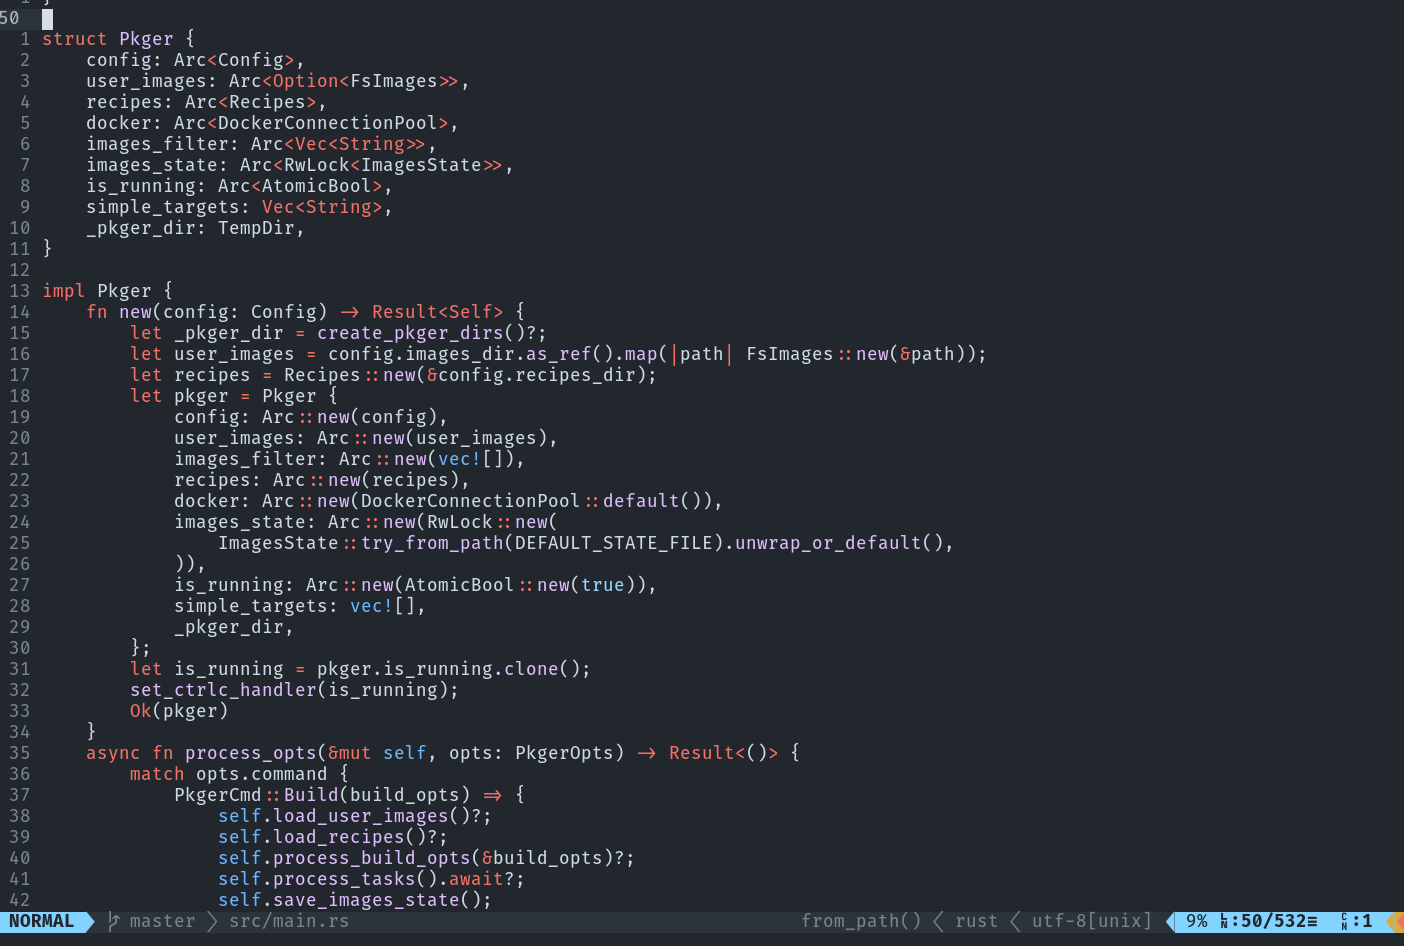 1 }
50
1 struct Pkger {
2     config: Arc<Config>,
3     user_images: Arc<Option<FsImages>>,
4     recipes: Arc<Recipes>,
5     docker: Arc<DockerConnectionPool>,
6     images_filter: Arc<Vec<String>>,
7     images_state: Arc<RwLock<ImagesState>>,
8     is_running: Arc<AtomicBool>,
9     simple_targets: Vec<String>,
10     _pkger_dir: TempDir,
11 }
12
13 impl Pkger {
14     fn new(config: Config) -> Result<Self> {
15         let _pkger_dir = create_pkger_dirs()?;
16         let user_images = config.images_dir.as_ref().map(|path| FsImages::new(&path));
17         let recipes = Recipes::new(&config.recipes_dir);
18         let pkger = Pkger {
19             config: Arc::new(config),
20             user_images: Arc::new(user_images),
21             images_filter: Arc::new(vec![]),
22             recipes: Arc::new(recipes),
23             docker: Arc::new(DockerConnectionPool::default()),
24             images_state: Arc::new(RwLock::new(
25                 ImagesState::try_from_path(DEFAULT_STATE_FILE).unwrap_or_default(),
26             )),
27             is_running: Arc::new(AtomicBool::new(true)),
28             simple_targets: vec![],
29             _pkger_dir,
30         };
31         let is_running = pkger.is_running.clone();
32         set_ctrlc_handler(is_running);
33         Ok(pkger)
34     }
35     async fn process_opts(&mut self, opts: PkgerOpts) -> Result<()> {
36         match opts.command {
37             PkgerCmd::Build(build_opts) => {
38                 self.load_user_images()?;
39                 self.load_recipes()?;
40                 self.process_build_opts(&build_opts)?;
41                 self.process_tasks().await?;
42                 self.save_images_state();
NORMAL master src/main.rs from_path() rust utf-8[unix] 9% LN:50/532≡ CN:1